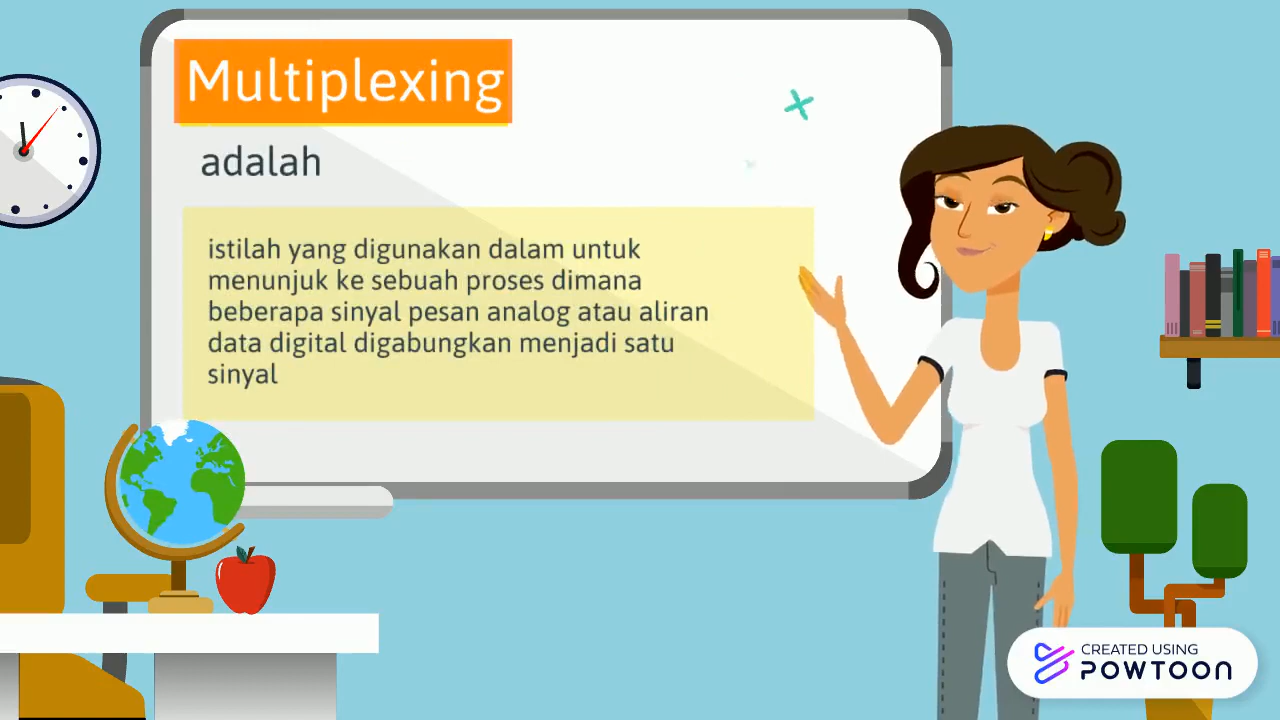 Multiplexing
adalah
istilah yang digunakan dalam untuk
menunjuk ke sebuah proses dimana
beberapa sinyal pesan analog atau aliran
data digital digabungkan menjadi satu
sinyal
CREATED USING
POWTOON